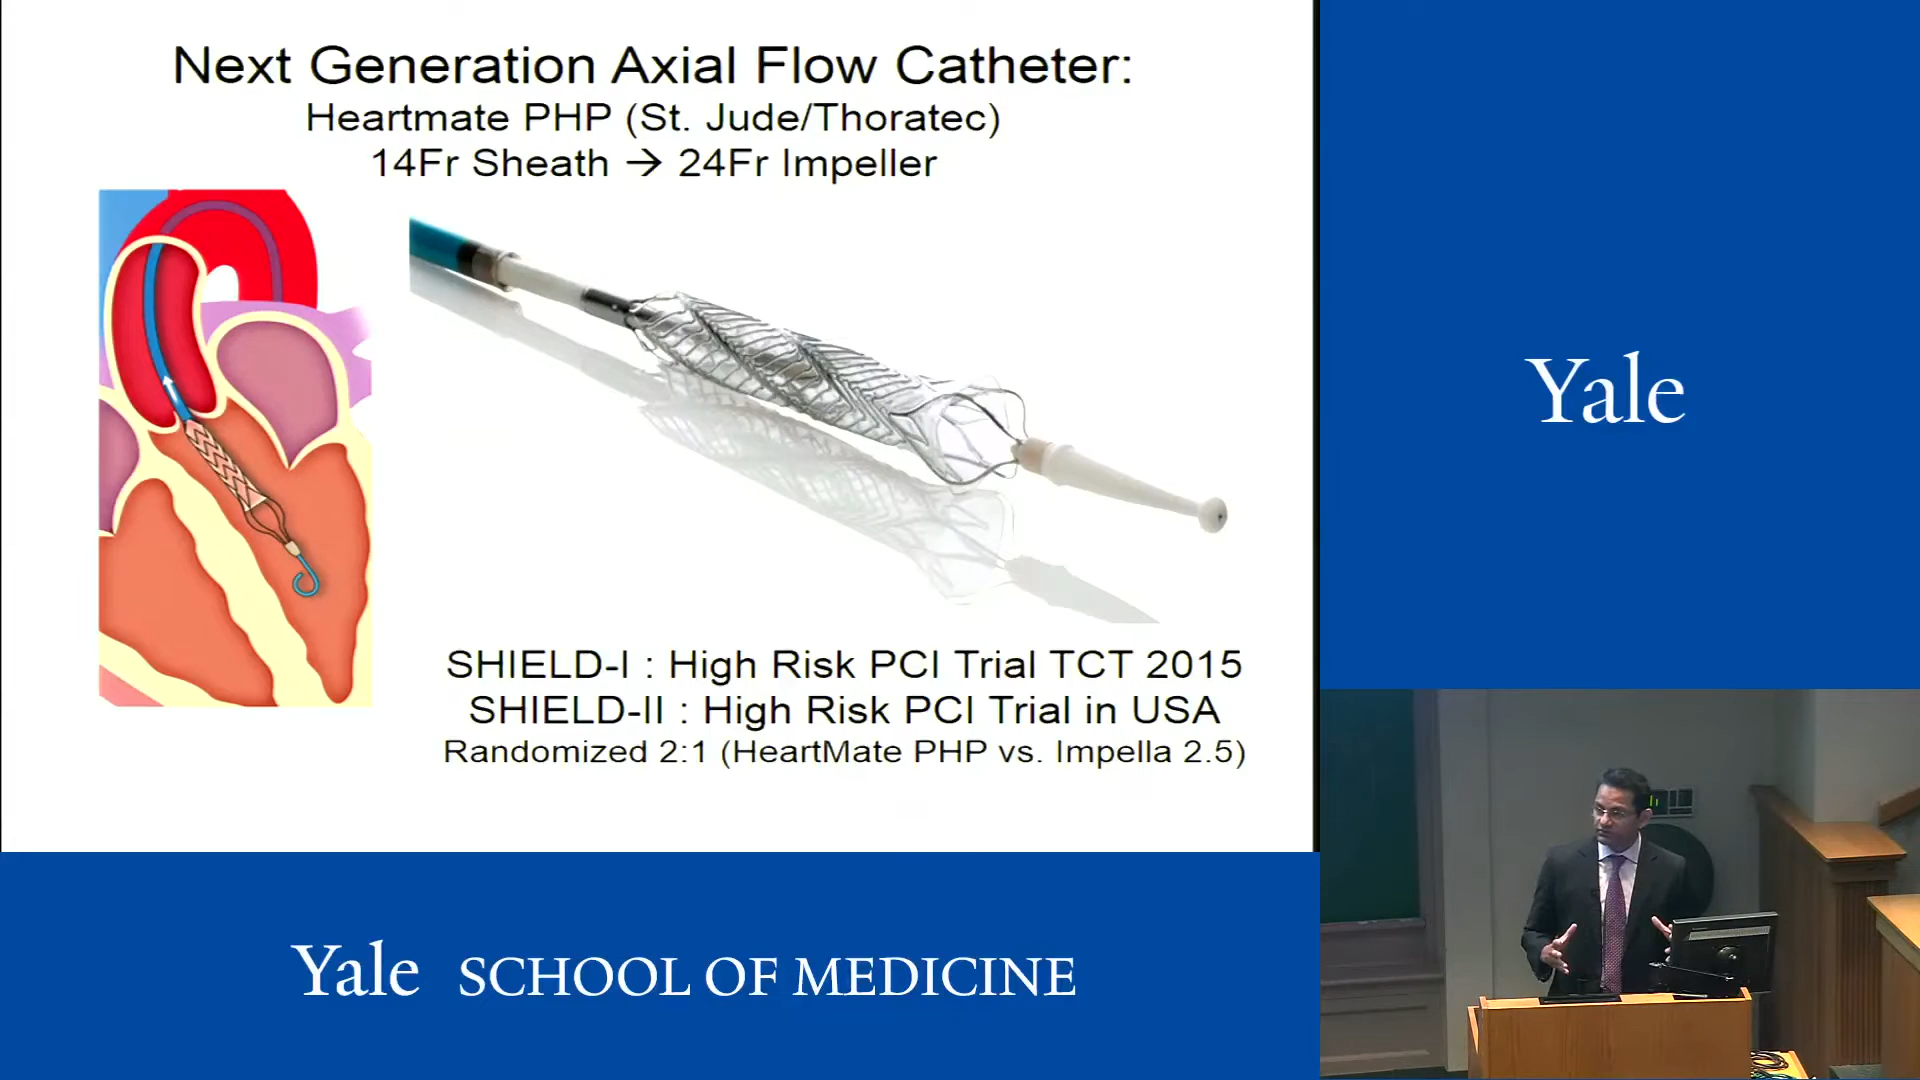 Next Generation Axial Flow Catheter:
Heartmate PHP (St. Jude/Thoratec)
14Fr Sheath → 24Fr Impeller
SHIELD-I : High Risk PCI Trial TCT 2015
SHIELD-II : High Risk PCI Trial in USA
Randomized 2:1 (HeartMate PHP vs. Impella 2.5)
Yale
Yale SCHOOL OF MEDICINE